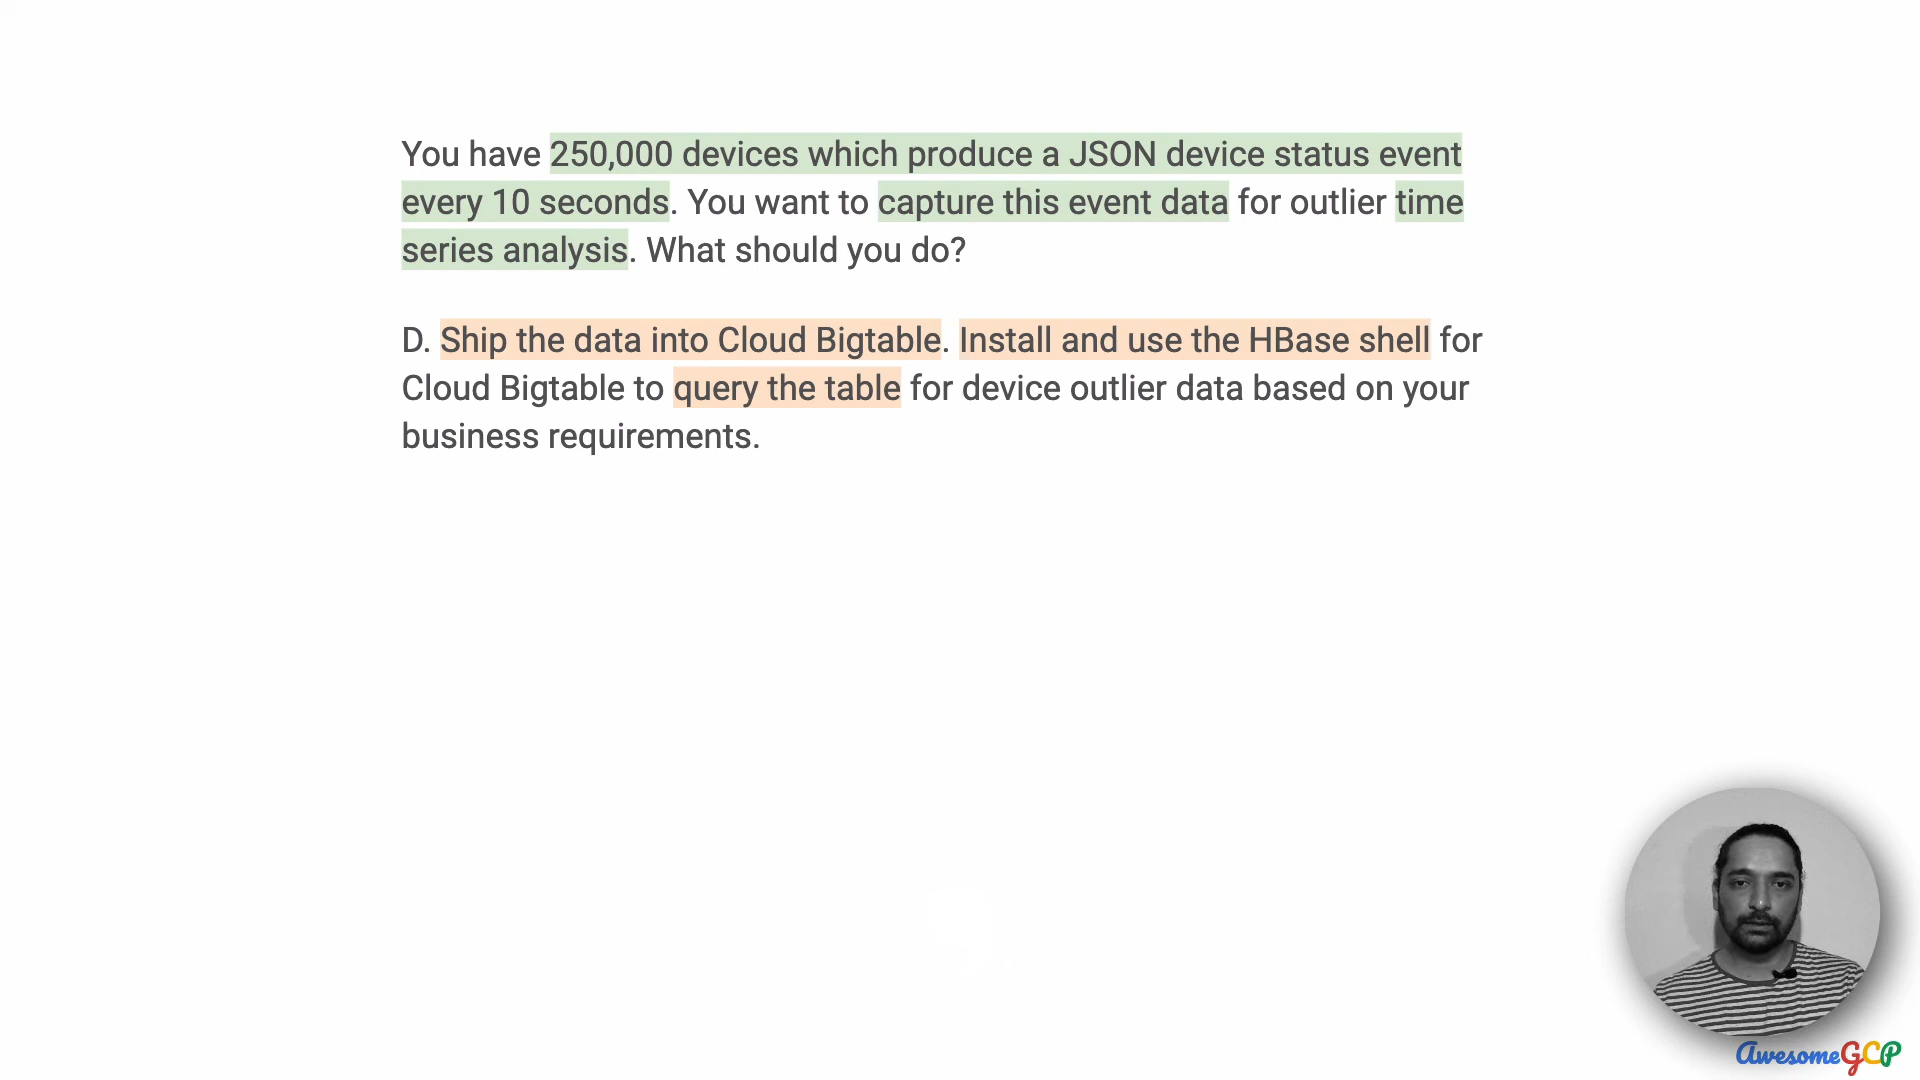 You have 250,000 devices which produce a JSON device status event
every 10 seconds. You want to capture this event data for outlier time
series analysis. What should you do?
D. Ship the data into Cloud Bigtable. Install and use the HBase shell for
Cloud Bigtable to query the table for device outlier data based on your
business requirements.
AwesomeGCP